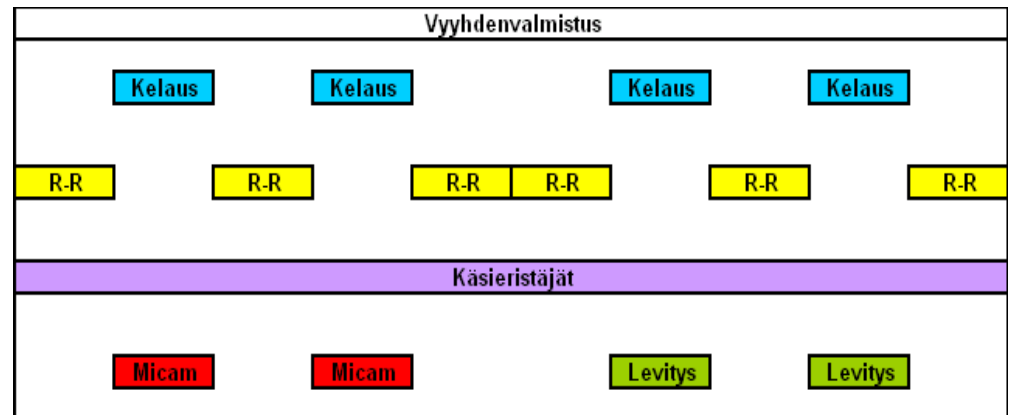 Vyyhdenvalmistus
Kelaus Kelaus Kelaus Kelaus
R-R R-R R-R R-R R-R R-R
Käsieristäjät
Micam Micam Levitys Levitys